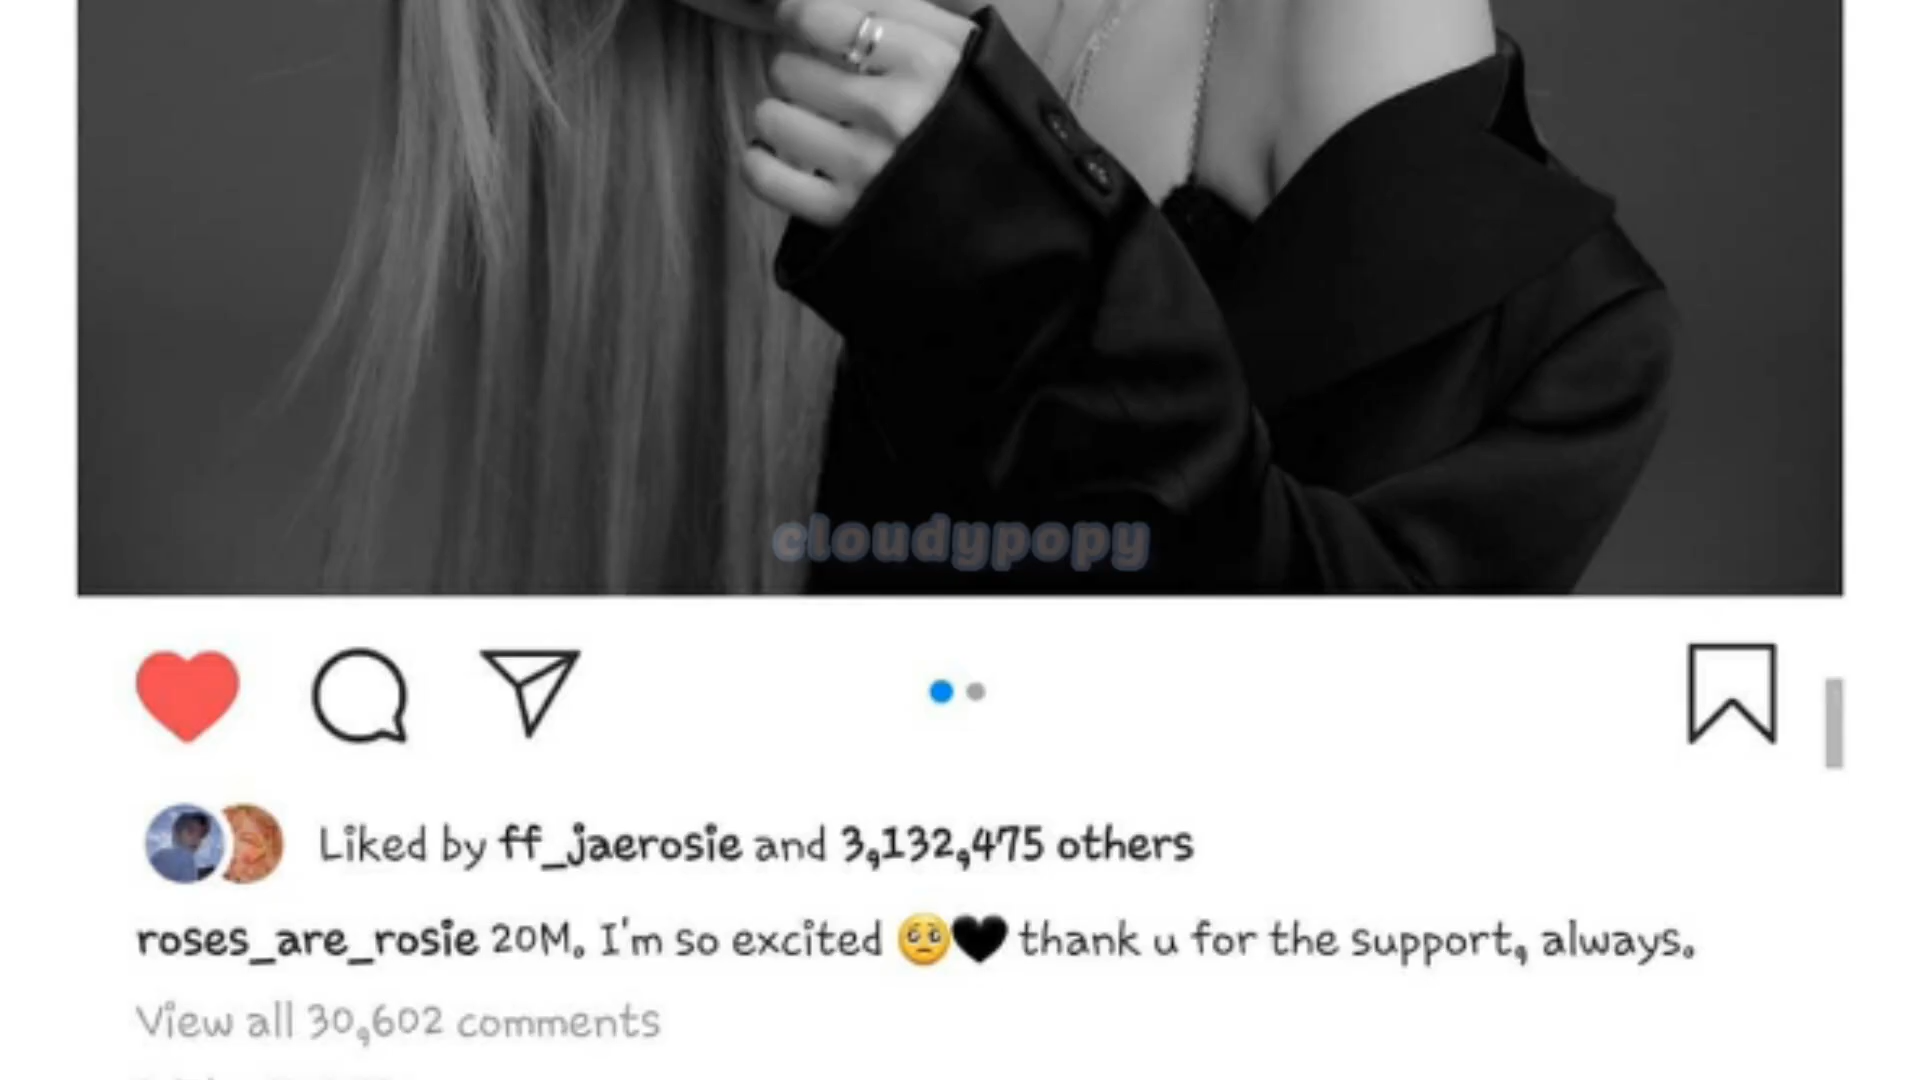 cloudypopy
Liked by ff_jaerosie and 3,132,475 others
roses_are_rosie 20M. I'm so excited 🥺🖤 thank u for the support, always.
View all 30,602 comments